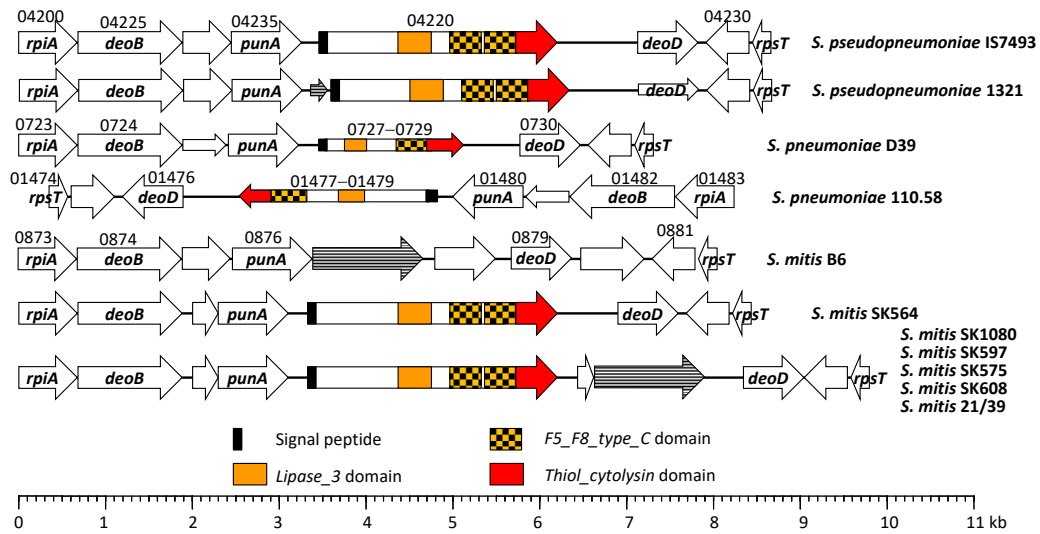 04200 04225 04235 04220 04230
rpiA deoB punA deoD rpsT S. pseudopneumoniae IS7493
rpiA deoB punA deoD rpsT S. pseudopneumoniae 1321
0723 0724 0727–0729 0730
rpiA deoB punA deoD rpsT S. pneumoniae D39
01474 01476 01477–01479 01480 01482 01483
rpsT deoD punA deoB rpiA S. pneumoniae 110.58
0873 0874 0876 0879 0881
rpiA deoB punA deoD rpsT S. mitis B6
rpiA deoB punA deoD rpsT S. mitis SK564
S. mitis SK1080
S. mitis SK597
rpiA deoB punA deoD rpsT S. mitis SK575
S. mitis SK608
S. mitis 21/39
Signal peptide F5_F8_type_C domain
Lipase_3 domain Thiol_cytolysin domain
0 1 2 3 4 5 6 7 8 9 10 11 kb